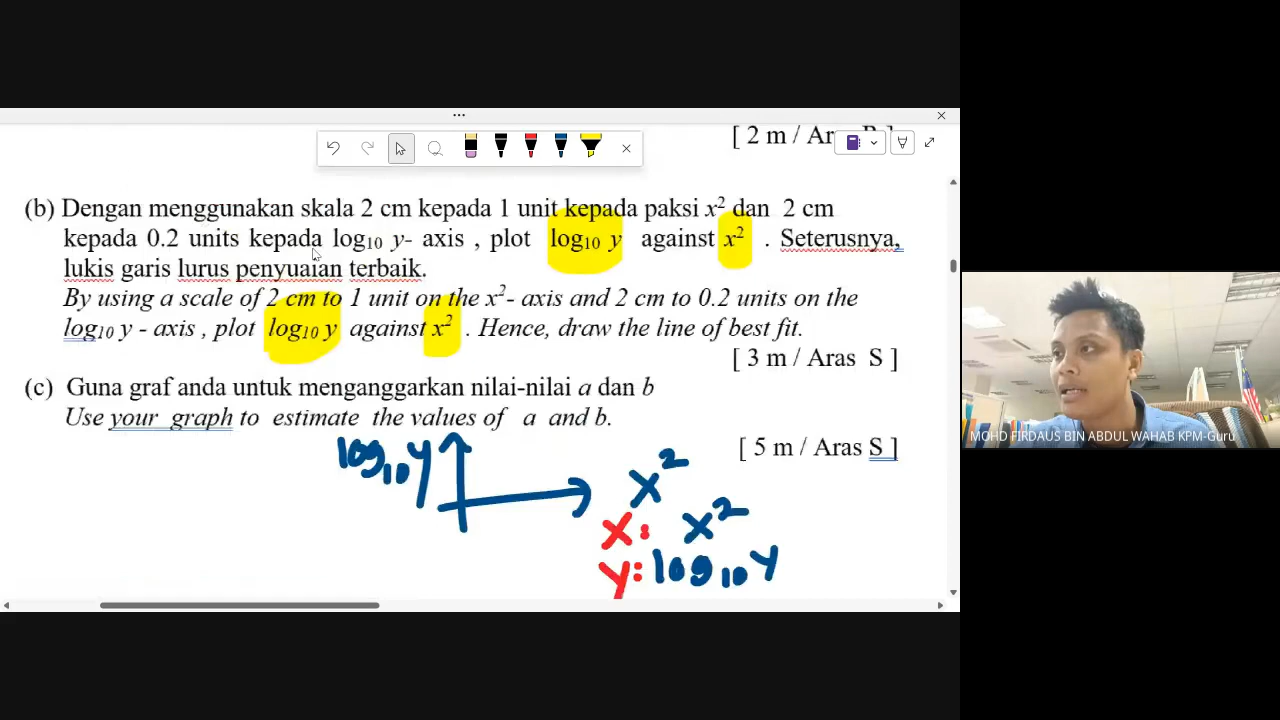 [ 2 m / Aras R ]
(b) Dengan menggunakan skala 2 cm kepada 1 unit kepada paksi x² dan 2 cm
kepada 0.2 units kepada log₁₀ y- axis , plot log₁₀ y against x² . Seterusnya,
lukis garis lurus penyuaian terbaik.
By using a scale of 2 cm to 1 unit on the x²- axis and 2 cm to 0.2 units on the
log₁₀ y - axis , plot log₁₀ y against x² . Hence, draw the line of best fit.
[ 3 m / Aras S ]
(c) Guna graf anda untuk menganggarkan nilai-nilai a dan b
Use your graph to estimate the values of a and b.
[ 5 m / Aras S ]
log₁₀ y
x²
x: x²
y: log₁₀ y
MOHD FIRDAUS BIN ABDUL WAHAB KPM-Guru